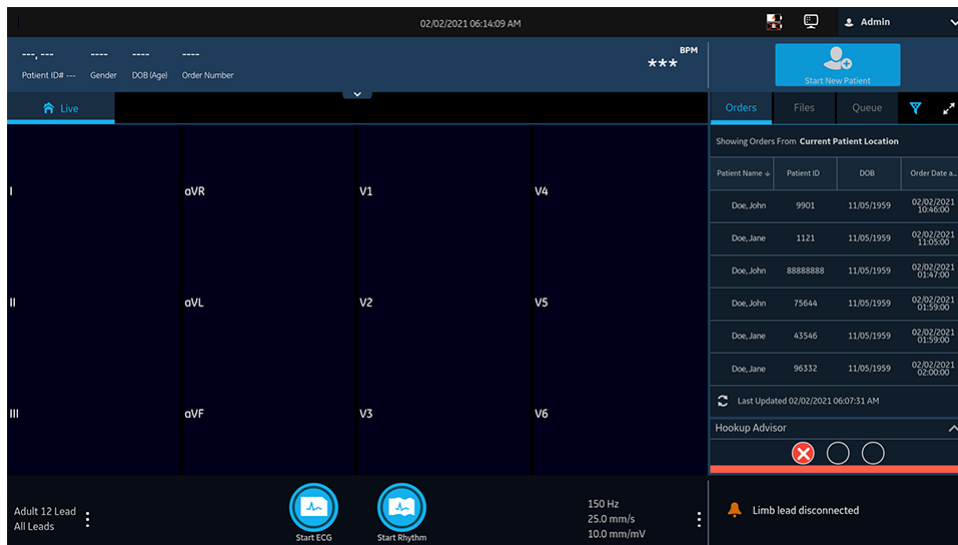 02/02/2021 06:14:09 AM
Admin
---, ---
----
----
----
Patient ID# ---
Gender
DOB (Age)
Order Number
***
BPM
Start New Patient
Live
Orders
Files
Queue
Showing Orders From Current Patient Location
Patient Name
Patient ID
DOB
Order Date a...
Doe, John
9901
11/05/1959
02/02/2021
10:46:00
Doe, Jane
1121
11/05/1959
02/02/2021
11:05:00
Doe, John
88888888
11/05/1959
02/02/2021
01:47:00
Doe, John
75644
11/05/1959
02/02/2021
01:59:00
Doe, Jane
43546
11/05/1959
02/02/2021
01:59:00
Doe, Jane
96332
11/05/1959
02/02/2021
02:00:00
Last Updated 02/02/2021 06:07:31 AM
Hookup Advisor
I
aVR
V1
V4
II
aVL
V2
V5
III
aVF
V3
V6
Adult 12 Lead
All Leads
Start ECG
Start Rhythm
150 Hz
25.0 mm/s
10.0 mm/mV
Limb lead disconnected